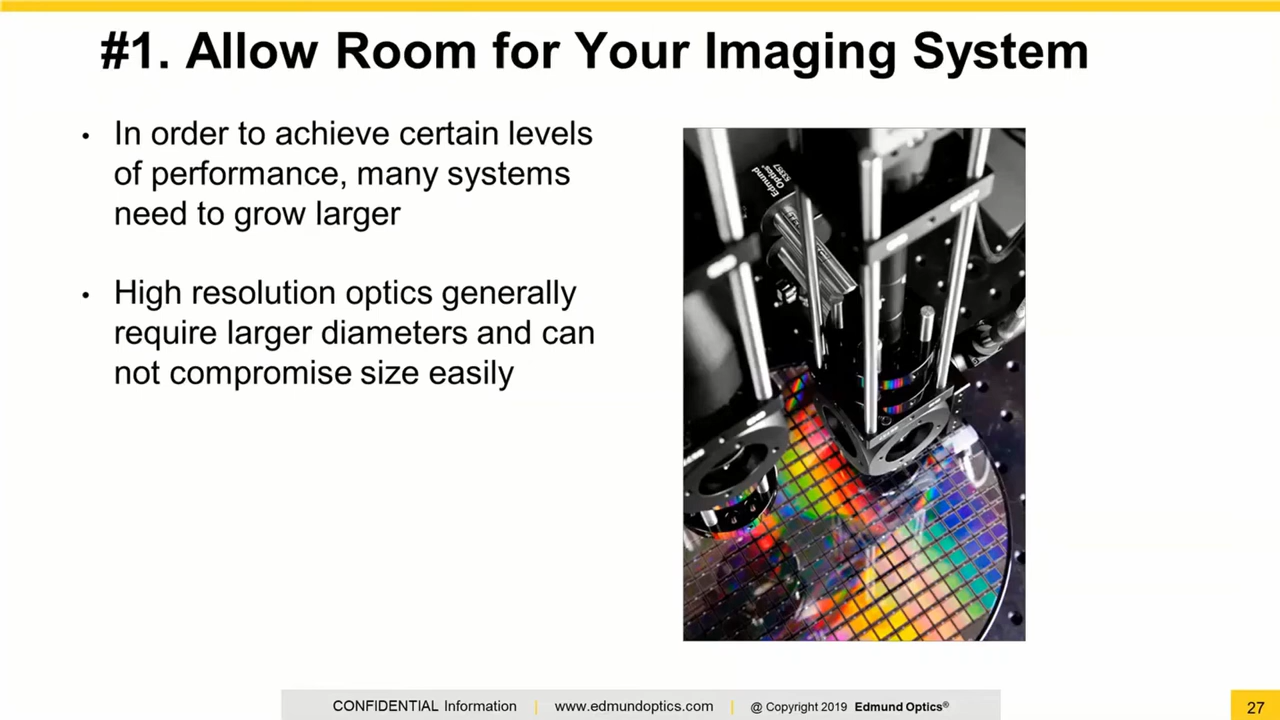 #1. Allow Room for Your Imaging System
• In order to achieve certain levels
of performance, many systems
need to grow larger
• High resolution optics generally
require larger diameters and can
not compromise size easily
Edmund
Optics®
53357
CONFIDENTIAL Information | www.edmundoptics.com | @ Copyright 2019 Edmund Optics®
27